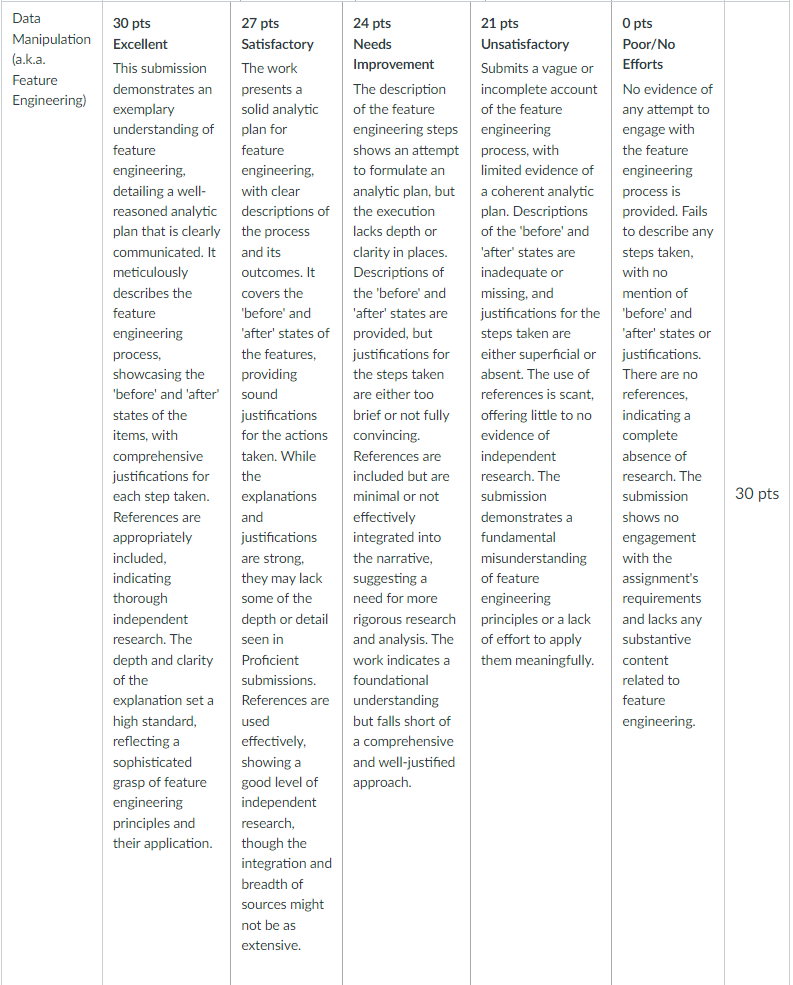 Data
Manipulation
(a.k.a.
Feature
Engineering)
30 pts
Excellent
This submission
demonstrates an
exemplary
understanding of
feature
engineering,
detailing a well-
reasoned analytic
plan that is clearly
communicated. It
meticulously
describes the
feature
engineering
process,
showcasing the
'before' and 'after'
states of the
items, with
comprehensive
justifications for
each step taken.
References are
appropriately
included,
indicating
thorough
independent
research. The
depth and clarity
of the
explanation set a
high standard,
reflecting a
sophisticated
grasp of feature
engineering
principles and
their application.
27 pts
Satisfactory
The work
presents a
solid analytic
plan for
feature
engineering,
with clear
descriptions of
the process
and its
outcomes. It
covers the
'before' and
'after' states of
the features,
providing
sound
justifications
for the actions
taken. While
the
explanations
and
justifications
are strong,
they may lack
some of the
depth or detail
seen in
Proficient
submissions.
References are
used
effectively,
showing a
good level of
independent
research,
though the
integration and
breadth of
sources might
not be as
extensive.
24 pts
Needs
Improvement
The description
of the feature
engineering steps
shows an attempt
to formulate an
analytic plan, but
the execution
lacks depth or
clarity in places.
Descriptions of
the 'before' and
'after' states are
provided, but
justifications for
the steps taken
are either too
brief or not fully
convincing.
References are
included but are
minimal or not
effectively
integrated into
the narrative,
suggesting a
need for more
rigorous research
and analysis. The
work indicates a
foundational
understanding
but falls short of
a comprehensive
and well-justified
approach.
21 pts
Unsatisfactory
Submits a vague or
incomplete account
of the feature
engineering
process, with
limited evidence of
a coherent analytic
plan. Descriptions
of the 'before' and
'after' states are
inadequate or
missing, and
justifications for the
steps taken are
either superficial or
absent. The use of
references is scant,
offering little to no
evidence of
independent
research. The
submission
demonstrates a
fundamental
misunderstanding
of feature
engineering
principles or a lack
of effort to apply
them meaningfully.
0 pts
Poor/No
Efforts
No evidence of
any attempt to
engage with
the feature
engineering
process is
provided. Fails
to describe any
steps taken,
with no
mention of
'before' and
'after' states or
justifications.
There are no
references,
indicating a
complete
absence of
research. The
submission
shows no
engagement
with the
assignment's
requirements
and lacks any
substantive
content
related to
feature
engineering.
30 pts